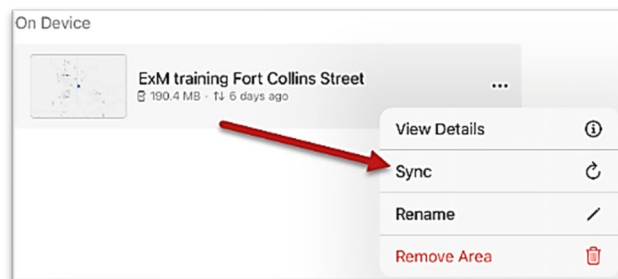 On Device
ExM training Fort Collins Street
190.4 MB · ↑↓ 6 days ago
View Details
Sync
Rename
Remove Area